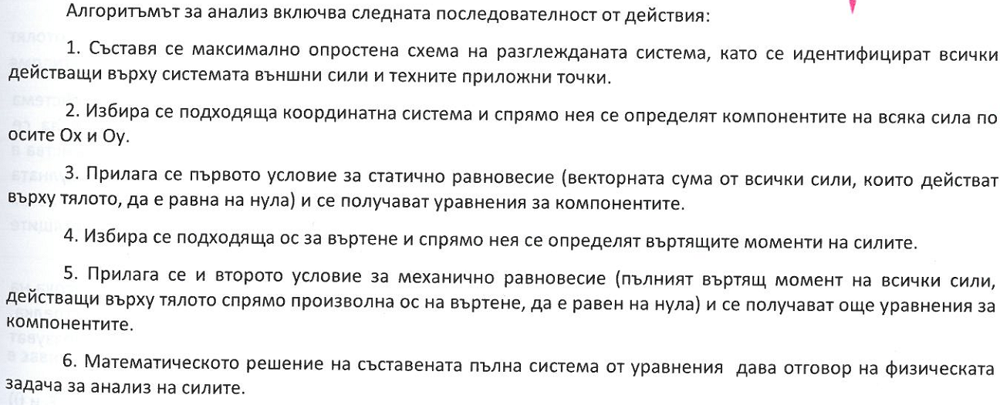 Алгоритъмът за анализ включва следната последователност от действия:
1. Съставя се максимално опростена схема на разглежданата система, като се идентифицират всички
действащи върху системата външни сили и техните приложни точки.
2. Избира се подходяща координатна система и спрямо нея се определят компонентите на всяка сила по
осите Ox и Oy.
3. Прилага се първото условие за статично равновесие (векторната сума от всички сили, които действат
върху тялото, да е равна на нула) и се получават уравнения за компонентите.
4. Избира се подходяща ос за въртене и спрямо нея се определят въртящите моменти на силите.
5. Прилага се и второто условие за механично равновесие (пълният въртящ момент на всички сили,
действащи върху тялото спрямо произволна ос на въртене, да е равен на нула) и се получават още уравнения за
компонентите.
6. Математическото решение на съставената пълна система от уравнения дава отговор на физическата
задача за анализ на силите.